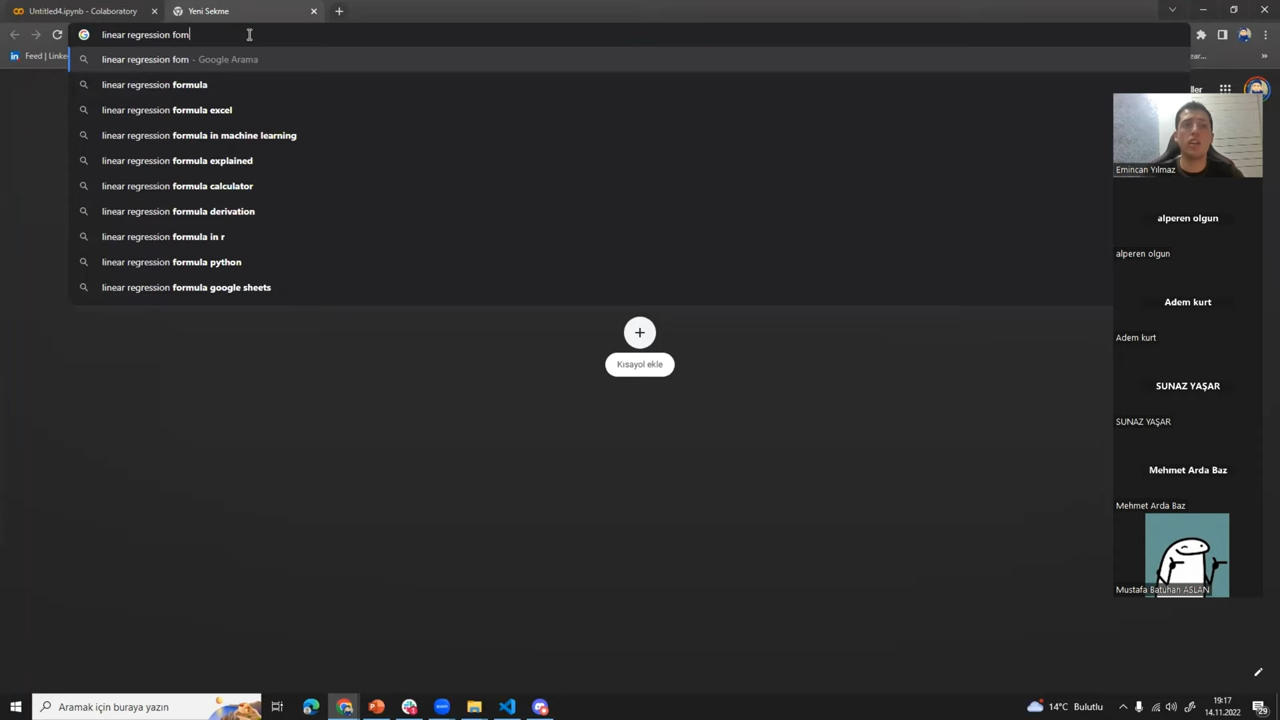 Untitled4.ipynb - Colaboratory
Yeni Sekme
linear regression fom
Feed | Linke
linear regression fom - Google Arama
linear regression formula
linear regression formula excel
linear regression formula in machine learning
linear regression formula explained
linear regression formula calculator
linear regression formula derivation
linear regression formula in r
linear regression formula python
linear regression formula google sheets
Kısayol ekle
ar...
ller
Emincan Yılmaz
alperen olgun
alperen olgun
Adem kurt
Adem kurt
SUNAZ YAŞAR
SUNAZ YAŞAR
Mehmet Arda Baz
Mehmet Arda Baz
Mustafa Batuhan ASLAN
Aramak için buraya yazın
14°C Bulutlu
19:17
14.11.2022
29